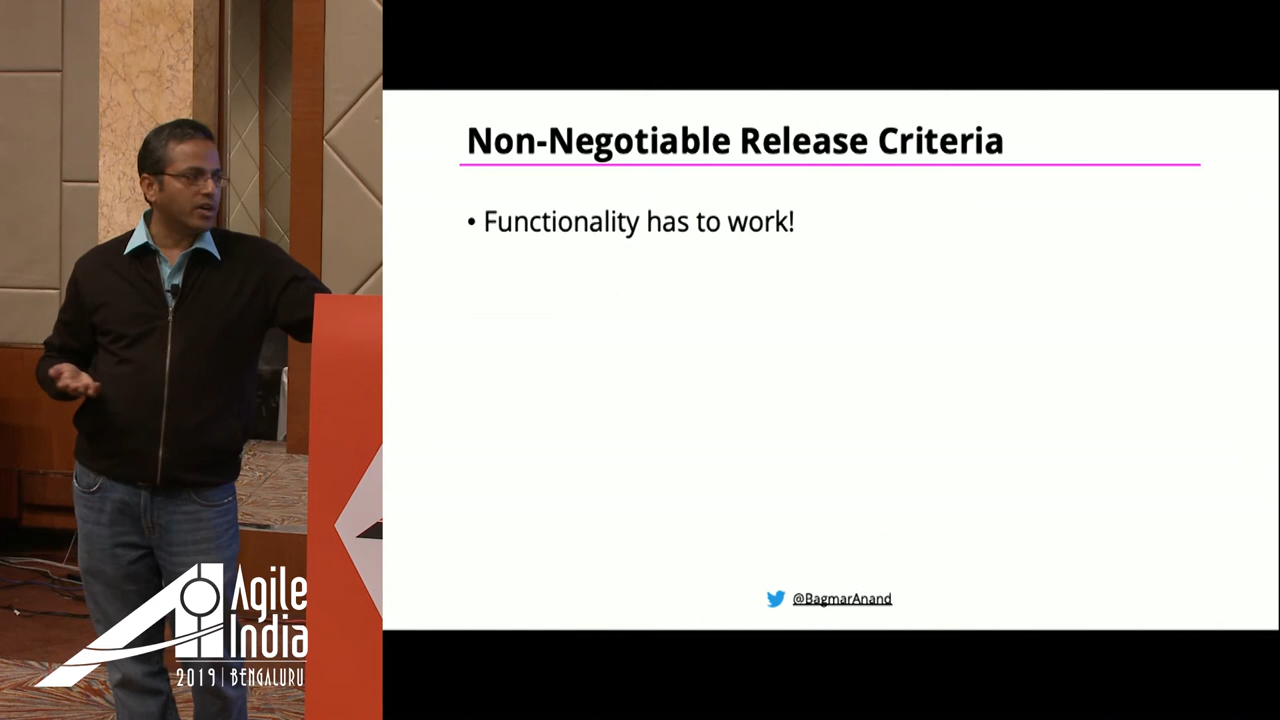 Non-Negotiable Release Criteria
• Functionality has to work!
@BagmarAnand
Agile
India
2019 | BENGALURU